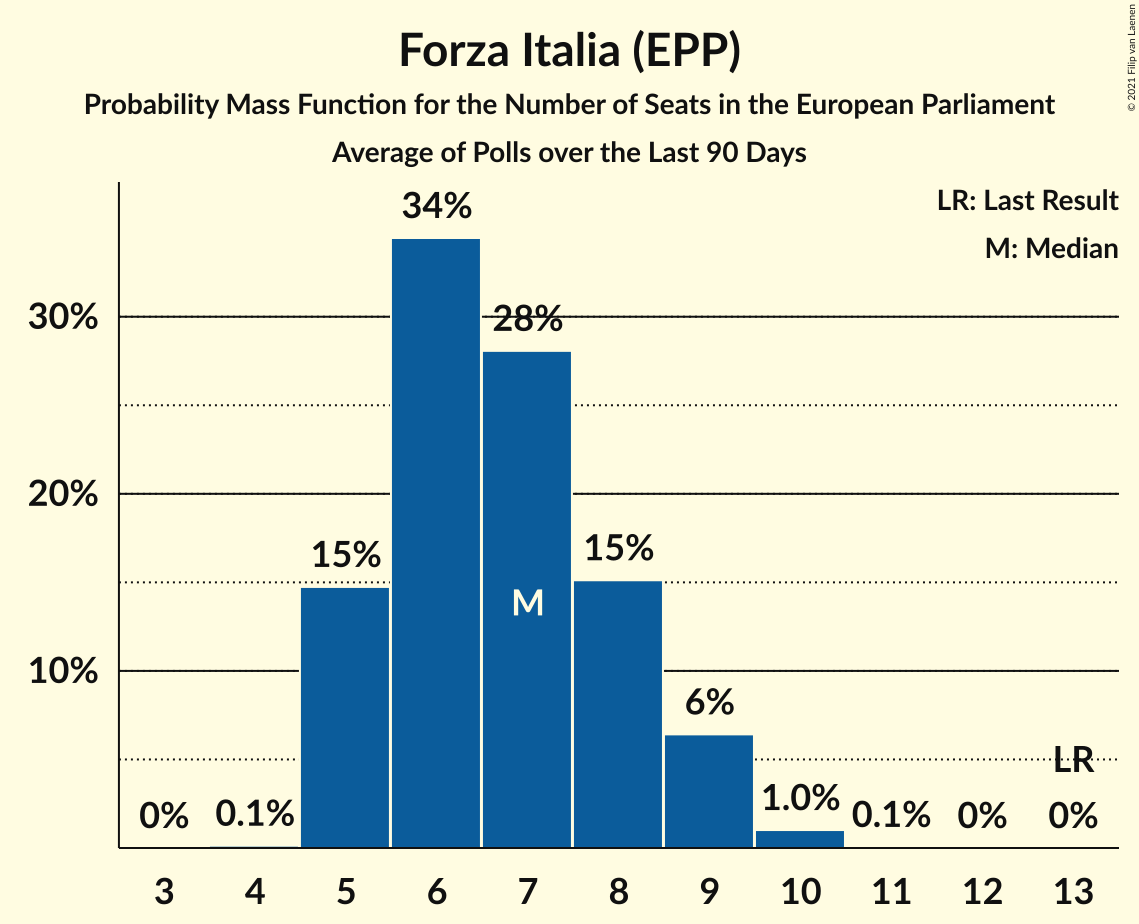 Forza Italia (EPP)
Probability Mass Function for the Number of Seats in the European Parliament
Average of Polls over the Last 90 Days
© 2021 Filip van Laenen
LR: Last Result
M: Median
30%
20%
10%
0%
0.1%
15%
34%
28%
M
15%
6%
1.0%
0.1%
0%
LR
0%
3 4 5 6 7 8 9 10 11 12 13